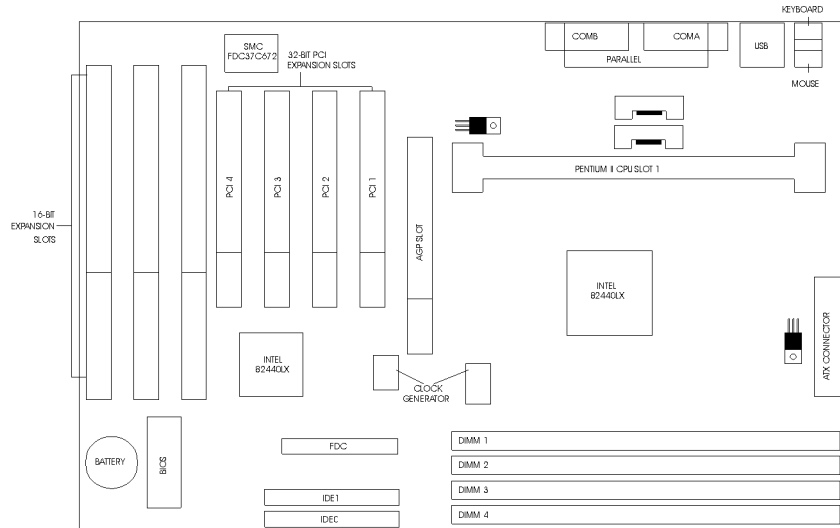 KEYBOARD
SMC
FDC37C672
32-BIT PCI
EXPANSION SLOTS
COMB
COMA
PARALLEL
USB
MOUSE
PCI 4
PCI 3
PCI 2
PCI 1
AGP SLOT
PENTIUM II CPU SLOT 1
16-BIT
EXPANSION
SLOTS
INTEL
82440LX
ATX CONNECTOR
INTEL
82440LX
CLOCK
GENERATOR
BATTERY
BIOS
FDC
DIMM 1
DIMM 2
IDE1
DIMM 3
IDE0
DIMM 4